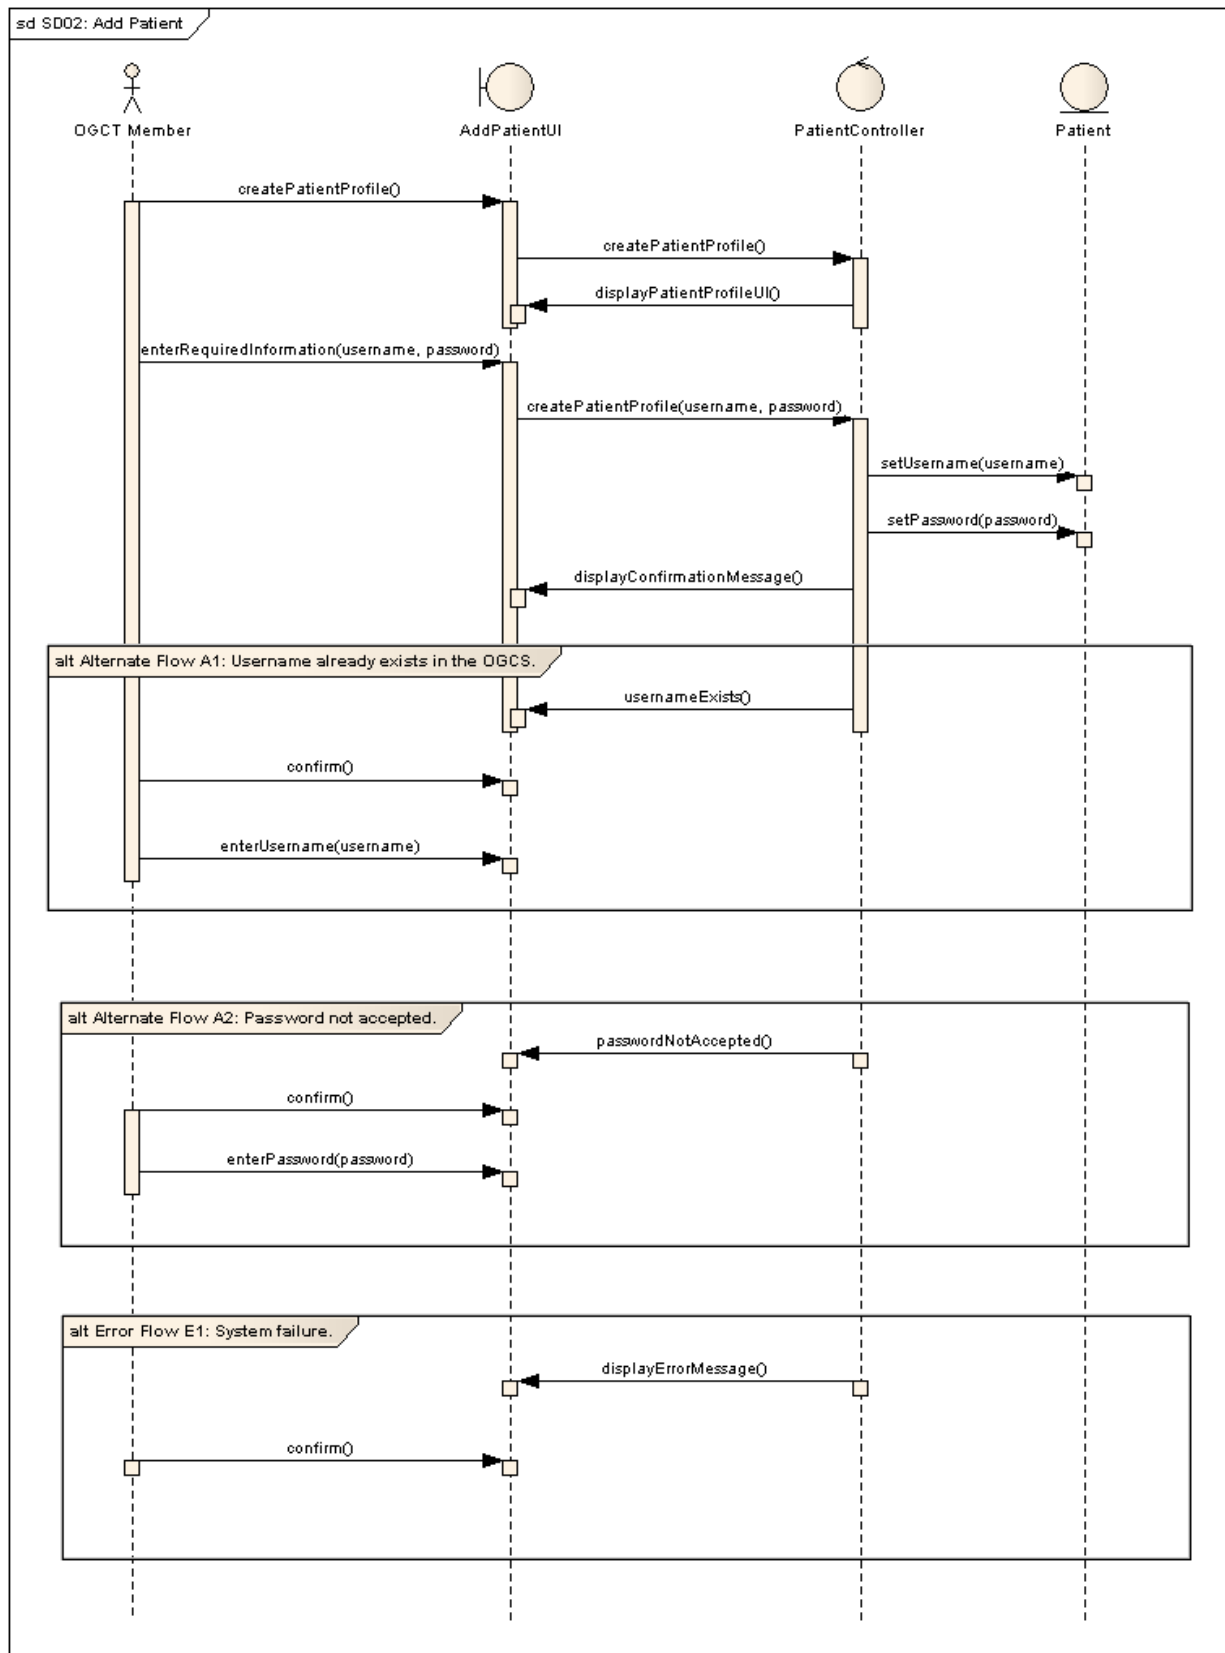 sd SD02: Add Patient
OGCT Member
AddPatientUI
PatientController
Patient
createPatientProfile()
createPatientProfile()
displayPatientProfileUI()
enterRequiredInformation(username, password)
createPatientProfile(username, password)
setUsername(username)
setPassword(password)
displayConfirmationMessage()
alt Alternate Flow A1: Username already exists in the OGCS.
usernameExists()
confirm()
enterUsername(username)
alt Alternate Flow A2: Password not accepted.
passwordNotAccepted()
confirm()
enterPassword(password)
alt Error Flow E1: System failure.
displayErrorMessage()
confirm()